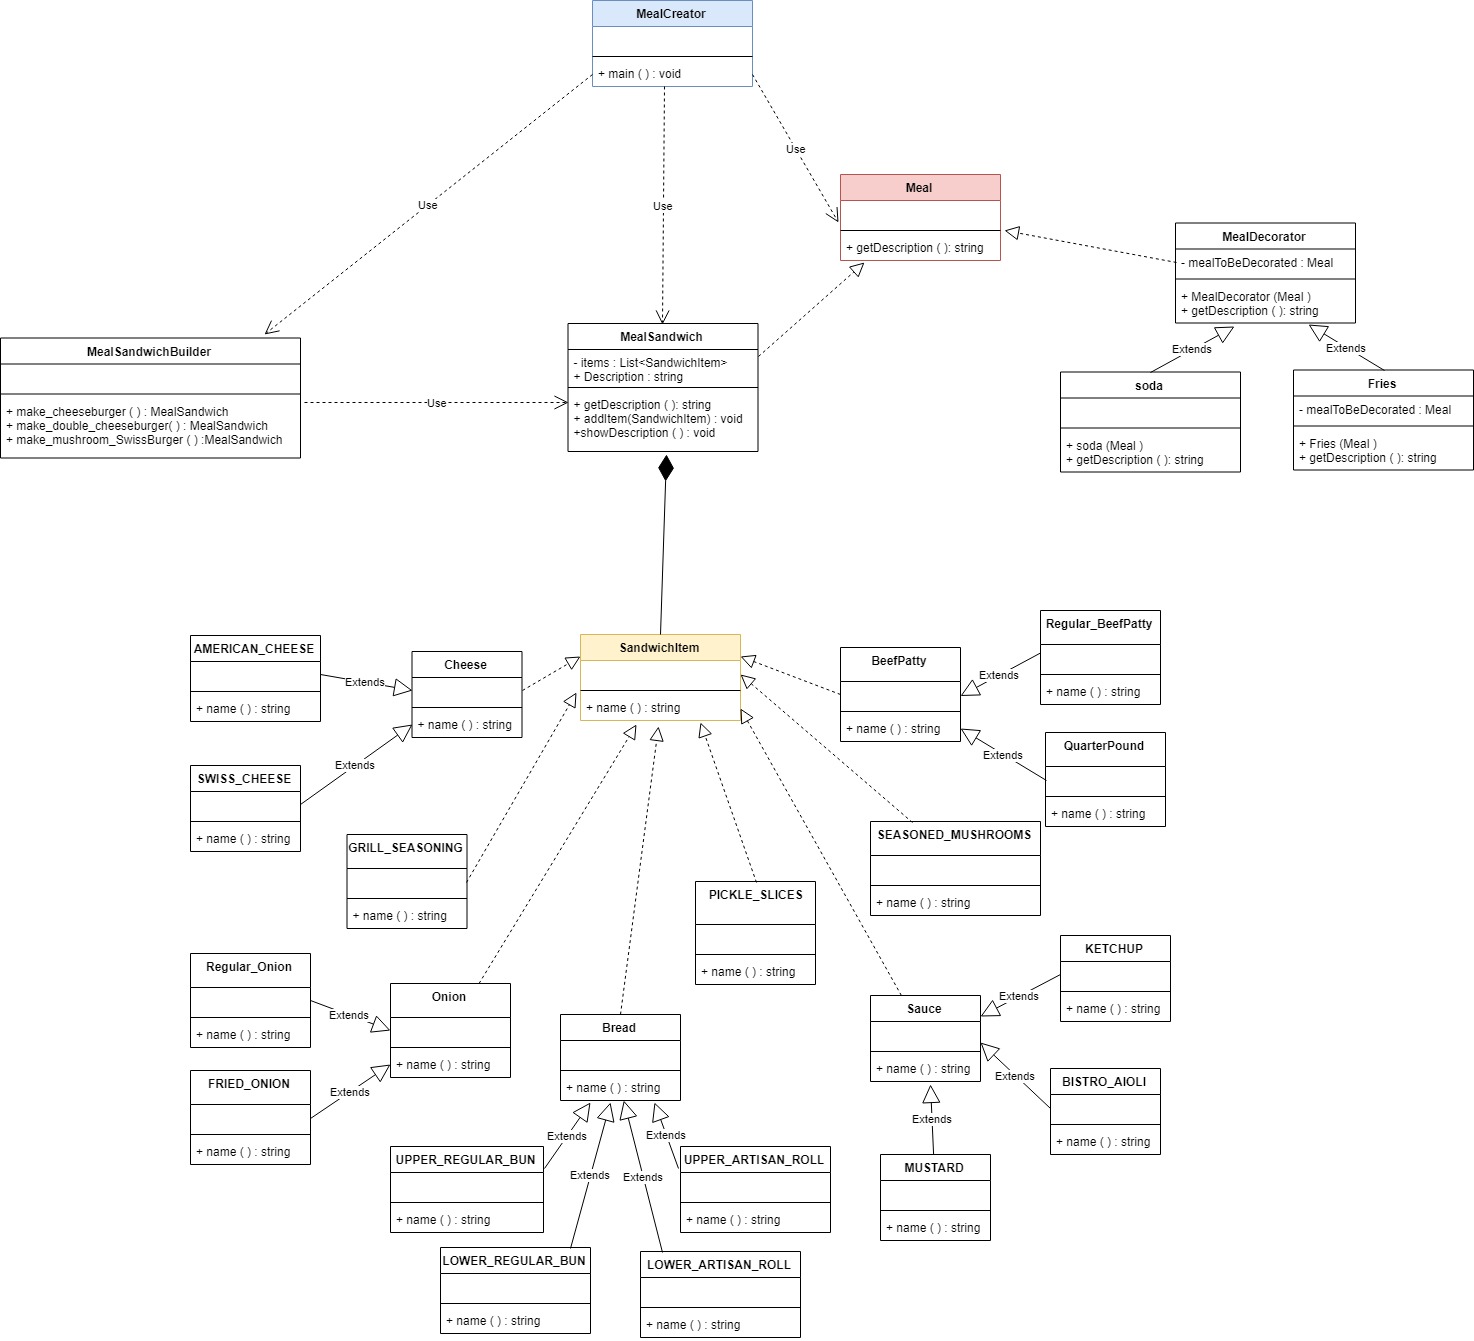 MealCreator
+ main ( ) : void
Use
Use
Use
Meal
+ getDescription ( ): string
MealDecorator
- mealToBeDecorated : Meal
+ MealDecorator (Meal )
+ getDescription ( ): string
MealSandwichBuilder
+ make_cheeseburger ( ) : MealSandwich
+ make_double_cheeseburger( ) : MealSandwich
+ make_mushroom_SwissBurger ( ) :MealSandwich
Use
MealSandwich
- items : List<SandwichItem>
+ Description : string
+ getDescription ( ): string
+ addItem(SandwichItem) : void
+showDescription ( ) : void
Extends
Extends
soda
+ soda (Meal )
+ getDescription ( ): string
Fries
- mealToBeDecorated : Meal
+ Fries (Meal )
+ getDescription ( ): string
SandwichItem
+ name ( ) : string
AMERICAN_CHEESE
+ name ( ) : string
Extends
Cheese
+ name ( ) : string
SWISS_CHEESE
+ name ( ) : string
Extends
BeefPatty
+ name ( ) : string
Extends
Regular_BeefPatty
+ name ( ) : string
Extends
QuarterPound
+ name ( ) : string
GRILL_SEASONING
+ name ( ) : string
PICKLE_SLICES
+ name ( ) : string
SEASONED_MUSHROOMS
+ name ( ) : string
Regular_Onion
+ name ( ) : string
Extends
Onion
+ name ( ) : string
FRIED_ONION
+ name ( ) : string
Extends
Bread
+ name ( ) : string
Extends
Extends
Extends
Extends
UPPER_REGULAR_BUN
+ name ( ) : string
UPPER_ARTISAN_ROLL
+ name ( ) : string
LOWER_REGULAR_BUN
+ name ( ) : string
LOWER_ARTISAN_ROLL
+ name ( ) : string
Sauce
+ name ( ) : string
Extends
KETCHUP
+ name ( ) : string
Extends
BISTRO_AIOLI
+ name ( ) : string
Extends
MUSTARD
+ name ( ) : string